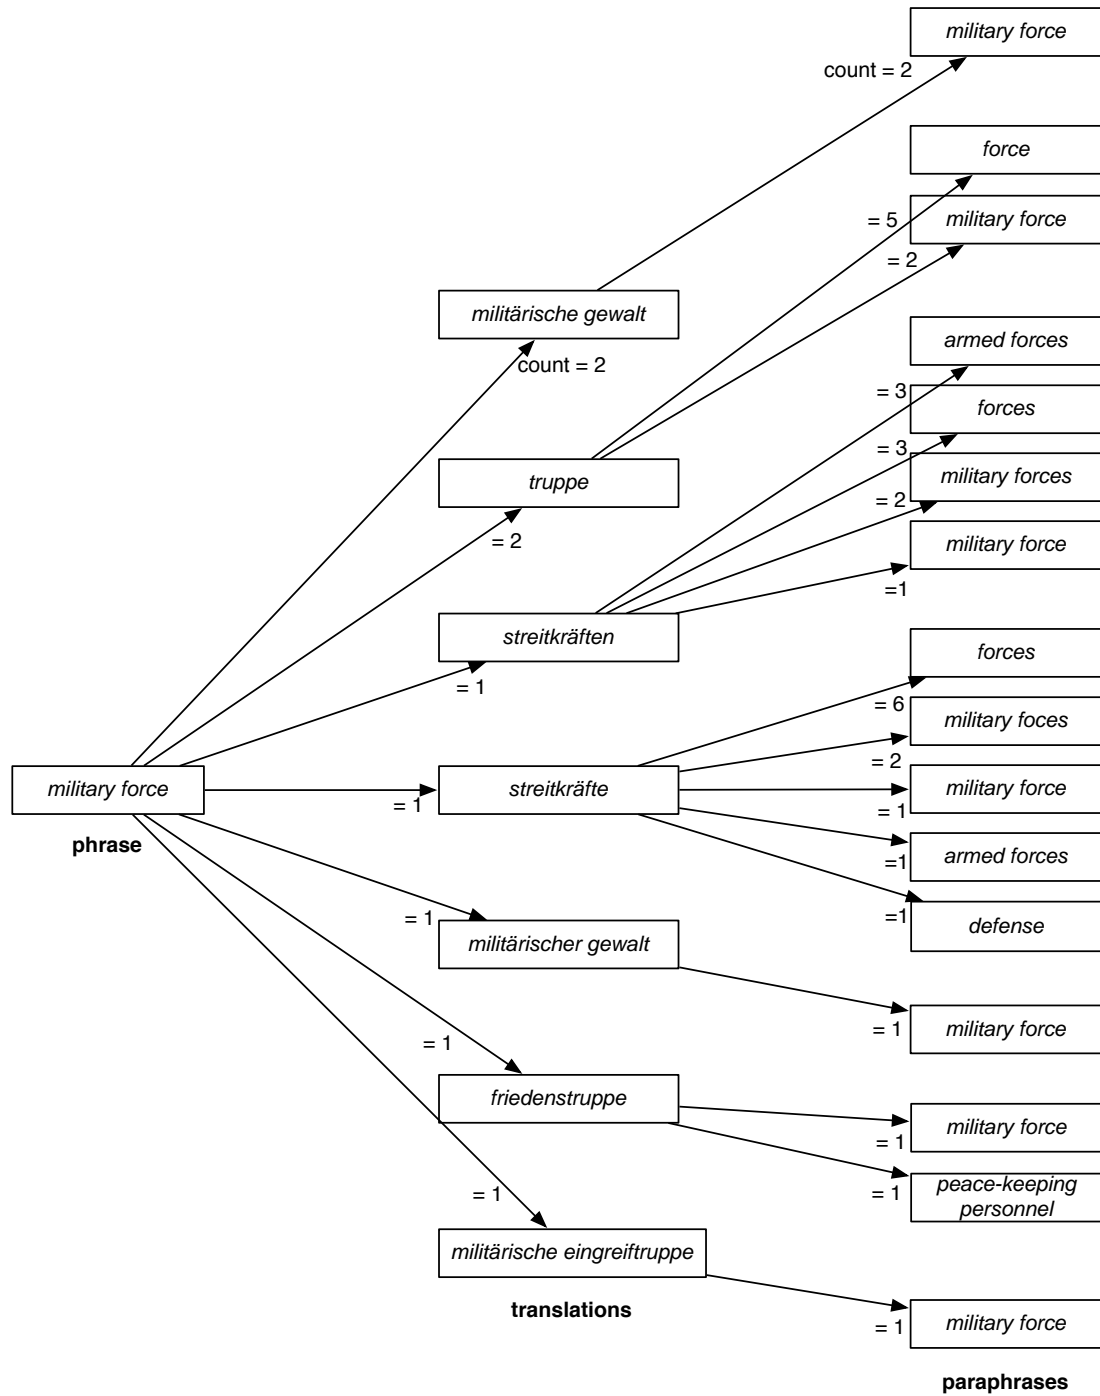 military force
count = 2
force
= 5
military force
= 2
militärische gewalt
count = 2
armed forces
= 3
forces
= 3
military forces
= 2
military force
=1
truppe
= 2
streitkräften
= 1
forces
= 6
military foces
= 2
military force
= 1
armed forces
=1
defense
=1
military force
phrase
streitkräfte
= 1
militärischer gewalt
= 1
military force
= 1
friedenstruppe
= 1
military force
= 1
peace-keeping
personnel
= 1
militärische eingreiftruppe
= 1
translations
military force
= 1
paraphrases